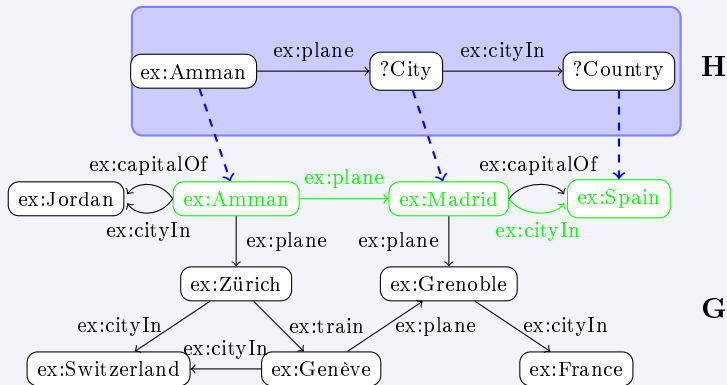 ex:plane ex:cityIn
ex:Amman ?City ?Country H
ex:capitalOf ex:plane ex:capitalOf
ex:Jordan ex:Amman ex:Madrid ex:Spain
ex:cityIn ex:cityIn
ex:plane ex:plane
ex:Zürich ex:Grenoble
G
ex:cityIn ex:train ex:plane ex:cityIn
ex:cityIn
ex:Switzerland ex:Genève ex:France